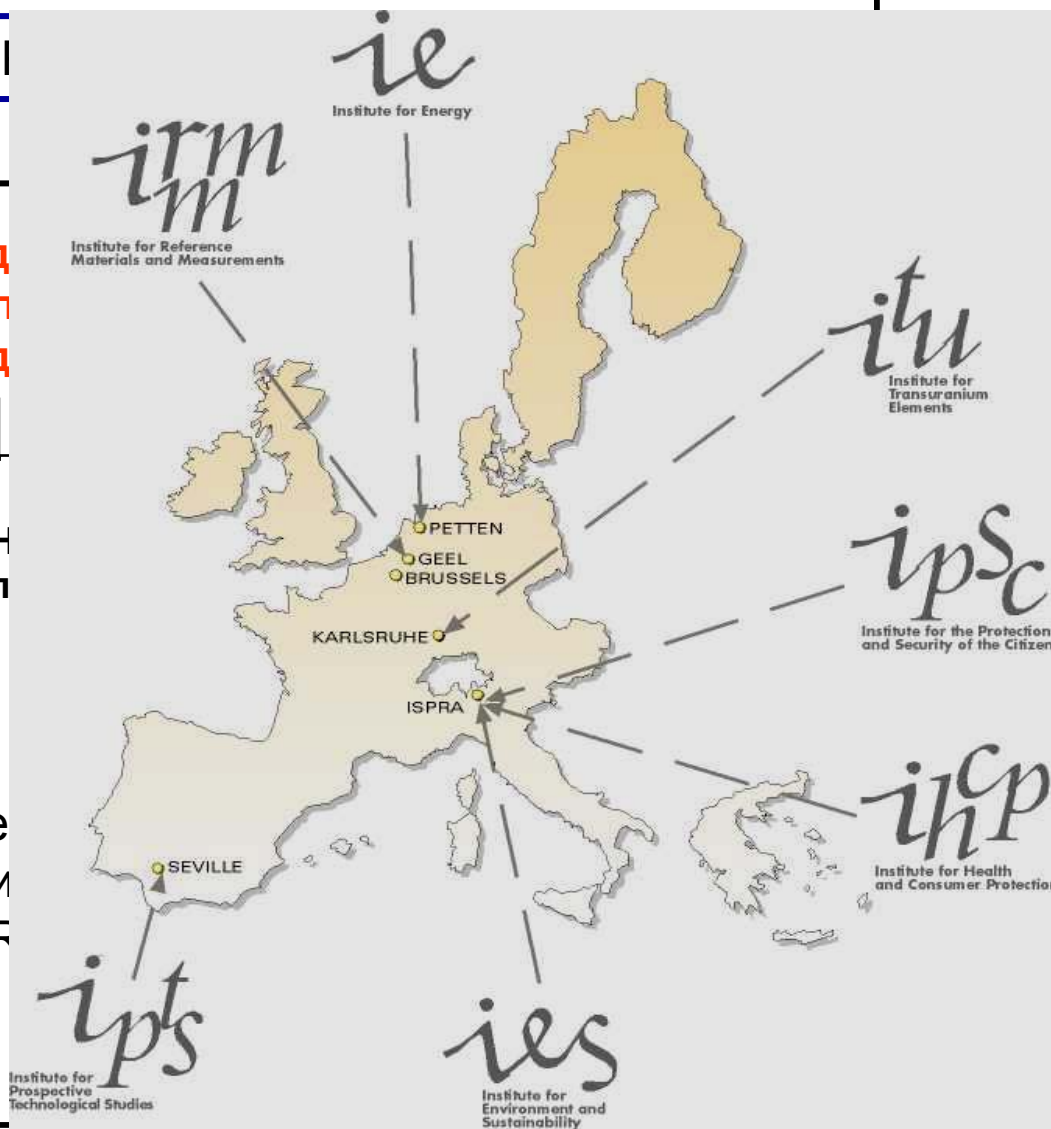 ie
Institute for Energy
irmm
Institute for Reference
Materials and Measurements
itu
Institute for
Transuranium
Elements
PETTEN
GEEL
BRUSSELS
ipsc
Institute for the Protection
and Security of the Citizen
KARLSRUHE
ISPRA
ihcp
Institute for Health
and Consumer Protection
SEVILLE
ipts
Institute for
Prospective
Technological Studies
ies
Institute for
Environment and
Sustainability